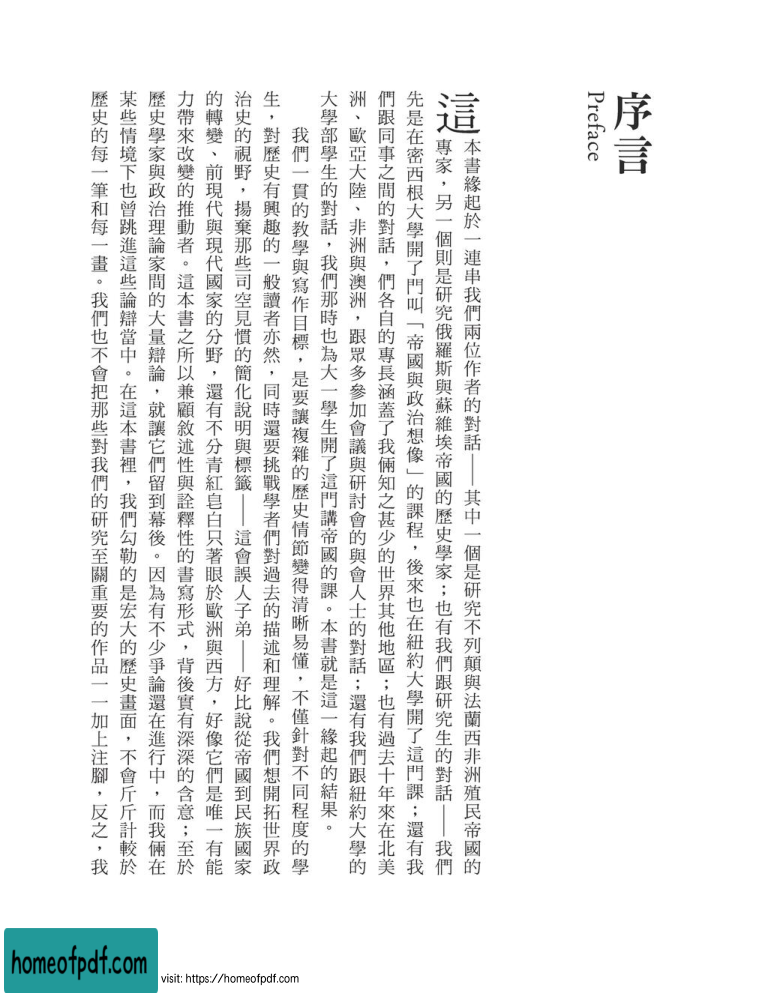 序言
Preface
這本書緣起於一連串我們兩位作者的對話——其中一個是研究不列顛與法蘭西非洲殖民帝國的
專家，另一個則是研究俄羅斯與蘇維埃帝國的歷史學家；也有我們跟研究生的對話——我們
先是在密西根大學開了門叫「帝國與政治想像」的課程，後來也在紐約大學開了這門課；還有我
們跟同事之間的對話，們各自的專長涵蓋了我倆知之甚少的世界其他地區；也有過去十年來在北美
洲、歐亞大陸、非洲與澳洲，跟眾多參加會議與研討會的與會人士的對話；還有我們跟紐約大學的
大學部學生的對話，我們那時也為大一學生開了這門講帝國的課。本書就是這一緣起的結果。
我們一貫的教學與寫作目標，是要讓複雜的歷史情節變得清晰易懂，不僅針對不同程度的學
生，對歷史有興趣的一般讀者亦然，同時還要挑戰學者們對過去的描述和理解。我們想開拓世界政
治史的視野，揚棄那些司空見慣的簡化說明與標籤——這會誤人子弟——好比說從帝國到民族國家
的轉變、前現代與現代國家的分野，還有不分青紅皂白只著眼於歐洲與西方，好像它們是唯一有能
力帶來改變的推動者。這本書之所以兼顧敘述性與詮釋性的書寫形式，背後實有深深的含意；至於
歷史學家與政治理論家間的大量辯論，就讓它們留到幕後。因為有不少爭論還在進行中，而我倆在
某些情境下也曾跳進這些論辯當中。在這本書裡，我們勾勒的是宏大的歷史畫面，不會斤斤計較於
歷史的每一筆和每一畫。我們也不會把那些對我們的研究至關重要的作品一一加上注腳，反之，我
homeofpdf.com
visit: https://homeofpdf.com